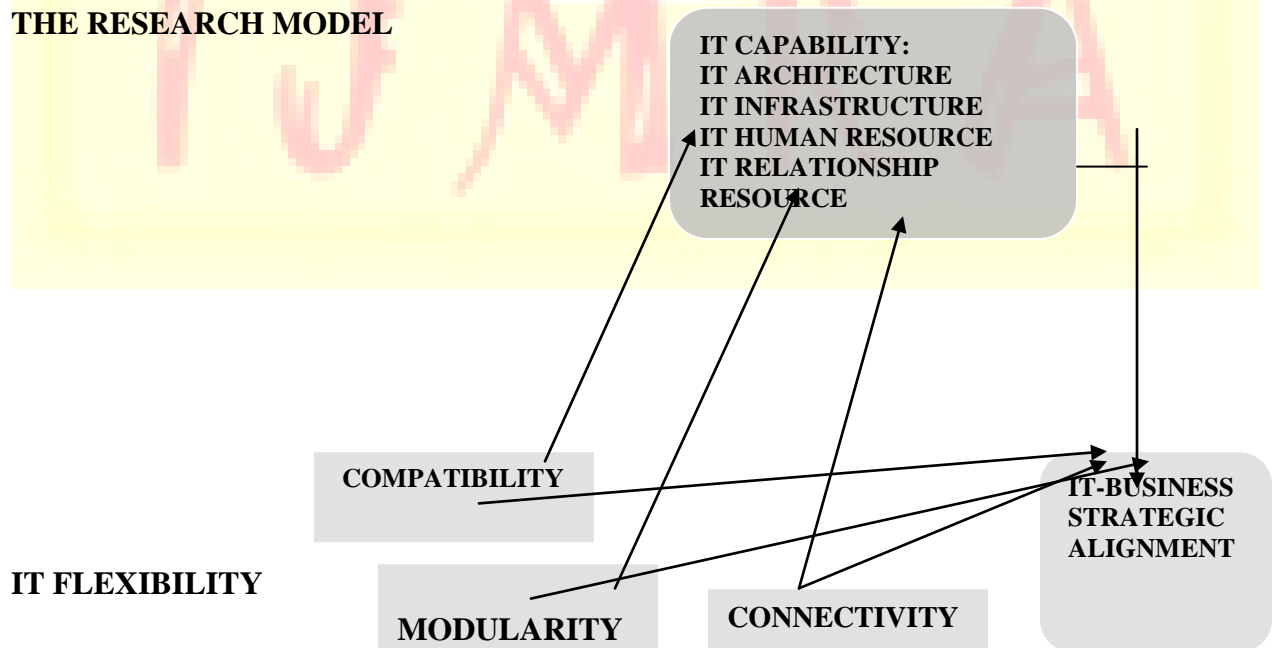 THE RESEARCH MODEL
IJMRA
IT CAPABILITY:
IT ARCHITECTURE
IT INFRASTRUCTURE
IT HUMAN RESOURCE
IT RELATIONSHIP
RESOURCE
COMPATIBILITY
IT-BUSINESS
STRATEGIC
ALIGNMENT
IT FLEXIBILITY
MODULARITY
CONNECTIVITY